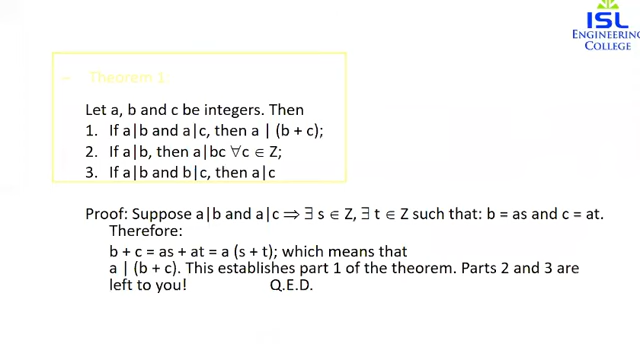 ISL
ENGINEERING
COLLEGE
– Theorem 1
Let a, b and c be integers. Then
1. If a|b and a|c, then a | (b + c);
2. If a|b, then a|bc ∀c ∈ Z;
3. If a|b and b|c, then a|c
Proof: Suppose a|b and a|c ⇒ ∃ s ∈ Z, ∃ t ∈ Z such that: b = as and c = at.
Therefore:
b + c = as + at = a (s + t); which means that
a | (b + c). This establishes part 1 of the theorem. Parts 2 and 3 are
left to you! Q.E.D.